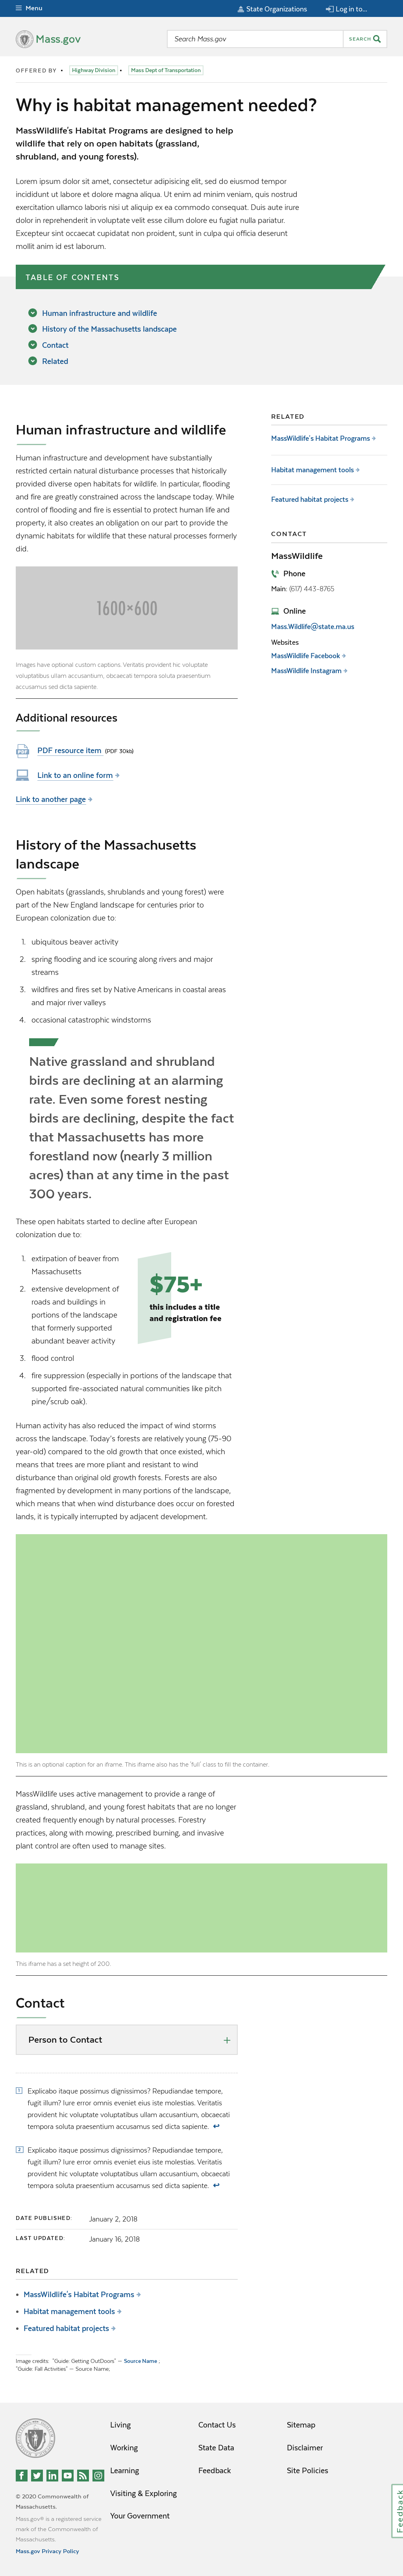 Menu
State Organizations
Log in to...
Mass.gov
Search Mass.gov
SEARCH
OFFERED BY
Highway Division
Mass Dept of Transportation
Why is habitat management needed?
MassWildlife's Habitat Programs are designed to help
wildlife that rely on open habitats (grassland,
shrubland, and young forests).
Lorem ipsum dolor sit amet, consectetur adipisicing elit, sed do eiusmod tempor
incididunt ut labore et dolore magna aliqua. Ut enim ad minim veniam, quis nostrud
exercitation ullamco laboris nisi ut aliquip ex ea commodo consequat. Duis aute irure
dolor in reprehenderit in voluptate velit esse cillum dolore eu fugiat nulla pariatur.
Excepteur sint occaecat cupidatat non proident, sunt in culpa qui officia deserunt
mollit anim id est laborum.
TABLE OF CONTENTS
Human infrastructure and wildlife
History of the Massachusetts landscape
Contact
Related
Human infrastructure and wildlife
Human infrastructure and development have substantially
restricted certain natural disturbance processes that historically
provided diverse open habitats for wildlife. In particular, flooding
and fire are greatly constrained across the landscape today. While
control of flooding and fire is essential to protect human life and
property, it also creates an obligation on our part to provide the
dynamic habitats for wildlife that these natural processes formerly
did.
1600×600
Images have optional custom captions. Veritatis provident hic voluptate
voluptatibus ullam accusantium, obcaecati tempora soluta praesentium
accusamus sed dicta sapiente.
Additional resources
PDF resource item (PDF 30kb)
Link to an online form
Link to another page
RELATED
MassWildlife's Habitat Programs
Habitat management tools
Featured habitat projects
CONTACT
MassWildlife
Phone
Main: (617) 443-8765
Online
Mass.Wildlife@state.ma.us
Websites
MassWildlife Facebook
MassWildlife Instagram
History of the Massachusetts
landscape
Open habitats (grasslands, shrublands and young forest) were
part of the New England landscape for centuries prior to
European colonization due to:
1. ubiquitous beaver activity
2. spring flooding and ice scouring along rivers and major
streams
3. wildfires and fires set by Native Americans in coastal areas
and major river valleys
4. occasional catastrophic windstorms
Native grassland and shrubland
birds are declining at an alarming
rate. Even some forest nesting
birds are declining, despite the fact
that Massachusetts has more
forestland now (nearly 3 million
acres) than at any time in the past
300 years.
These open habitats started to decline after European
colonization due to:
1. extirpation of beaver from
Massachusetts
2. extensive development of
roads and buildings in
portions of the landscape
that formerly supported
abundant beaver activity
3. flood control
4. fire suppression (especially in portions of the landscape that
supported fire-associated natural communities like pitch
pine/scrub oak).
$75+
this includes a title
and registration fee
Human activity has also reduced the impact of wind storms
across the landscape. Today's forests are relatively young (75-90
year-old) compared to the old growth that once existed, which
means that trees are more pliant and resistant to wind
disturbance than original old growth forests. Forests are also
fragmented by development in many portions of the landscape,
which means that when wind disturbance does occur on forested
lands, it is typically interrupted by adjacent development.
This is an optional caption for an iframe. This iframe also has the 'full' class to fill the container.
MassWildlife uses active management to provide a range of
grassland, shrubland, and young forest habitats that are no longer
created frequently enough by natural processes. Forestry
practices, along with mowing, prescribed burning, and invasive
plant control are often used to manage sites.
This iframe has a set height of 200.
Contact
Person to Contact
1 Explicabo itaque possimus dignissimos? Repudiandae tempore,
fugit illum? Iure error omnis eveniet eius iste molestias. Veritatis
provident hic voluptate voluptatibus ullam accusantium, obcaecati
tempora soluta praesentium accusamus sed dicta sapiente.
2 Explicabo itaque possimus dignissimos? Repudiandae tempore,
fugit illum? Iure error omnis eveniet eius iste molestias. Veritatis
provident hic voluptate voluptatibus ullam accusantium, obcaecati
tempora soluta praesentium accusamus sed dicta sapiente.
DATE PUBLISHED: January 2, 2018
LAST UPDATED: January 16, 2018
RELATED
MassWildlife's Habitat Programs
Habitat management tools
Featured habitat projects
Image credits: "Guide: Getting OutDoors" — Source Name ,
"Guide: Fall Activities" — Source Name,
Living
Working
Learning
Visiting & Exploring
Your Government
Contact Us
State Data
Feedback
Sitemap
Disclaimer
Site Policies
© 2020 Commonwealth of
Massachusetts.
Mass.gov® is a registered service
mark of the Commonwealth of
Massachusetts.
Mass.gov Privacy Policy
Feedback